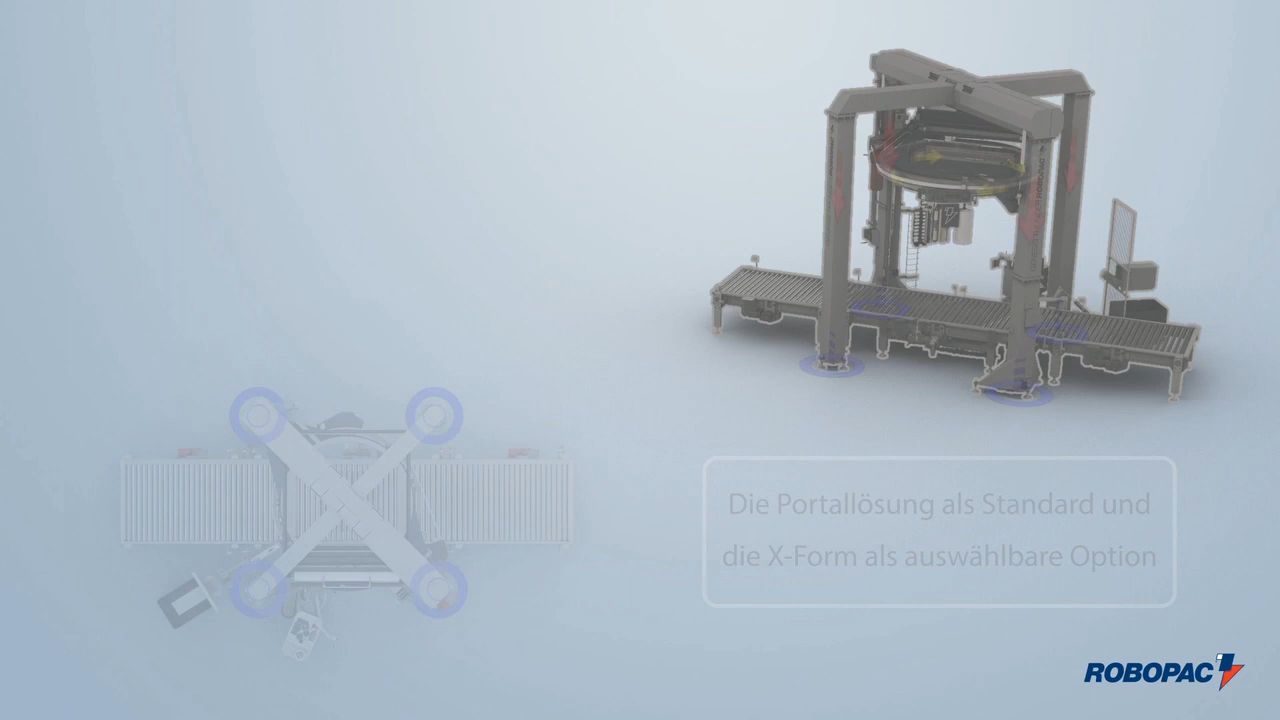 Die Portallösung als Standard und
die X-Form als auswählbare Option
ROBOPAC